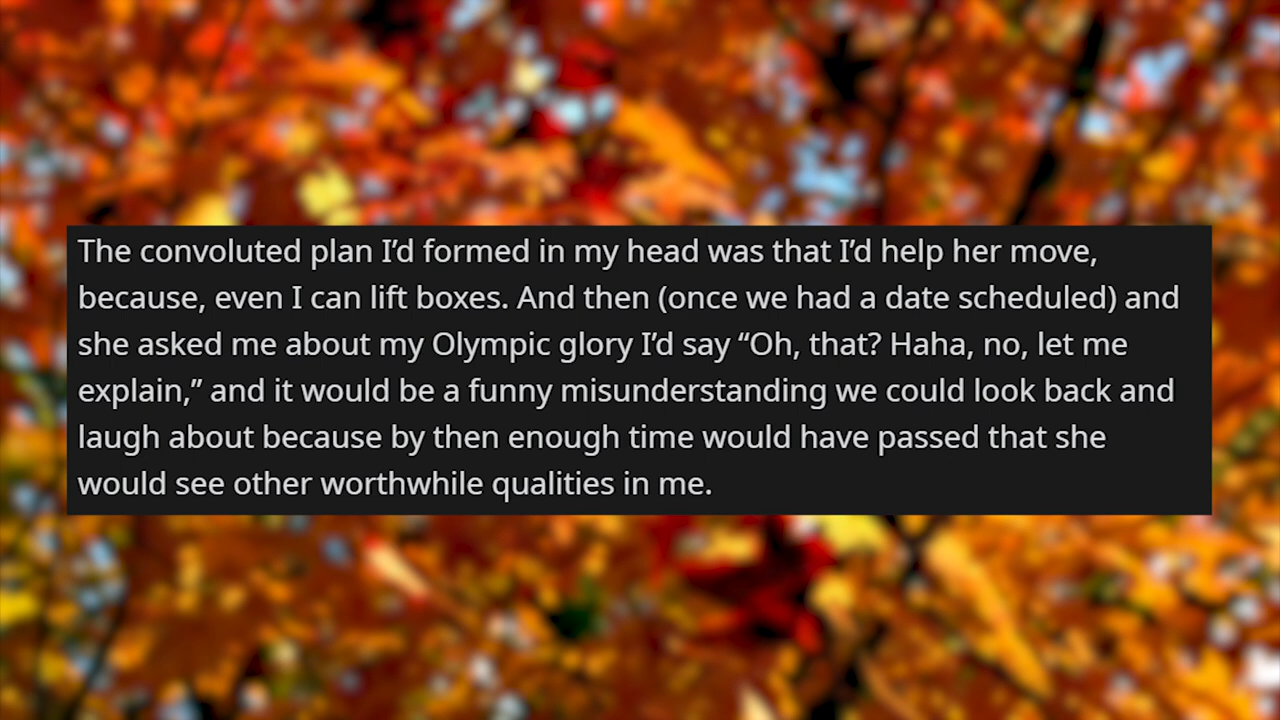 The convoluted plan I’d formed in my head was that I’d help her move,
because, even I can lift boxes. And then (once we had a date scheduled) and
she asked me about my Olympic glory I’d say “Oh, that? Haha, no, let me
explain,” and it would be a funny misunderstanding we could look back and
laugh about because by then enough time would have passed that she
would see other worthwhile qualities in me.